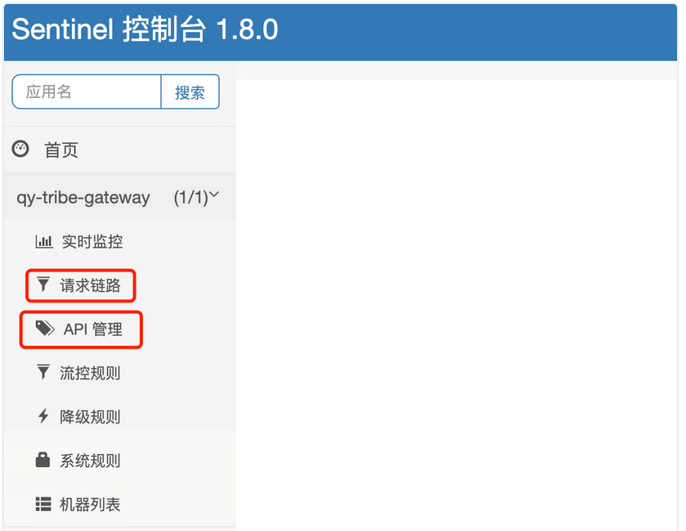 Sentinel 控制台 1.8.0
应用名 搜索
首页
qy-tribe-gateway (1/1)
实时监控
请求链路
API 管理
流控规则
降级规则
系统规则
机器列表